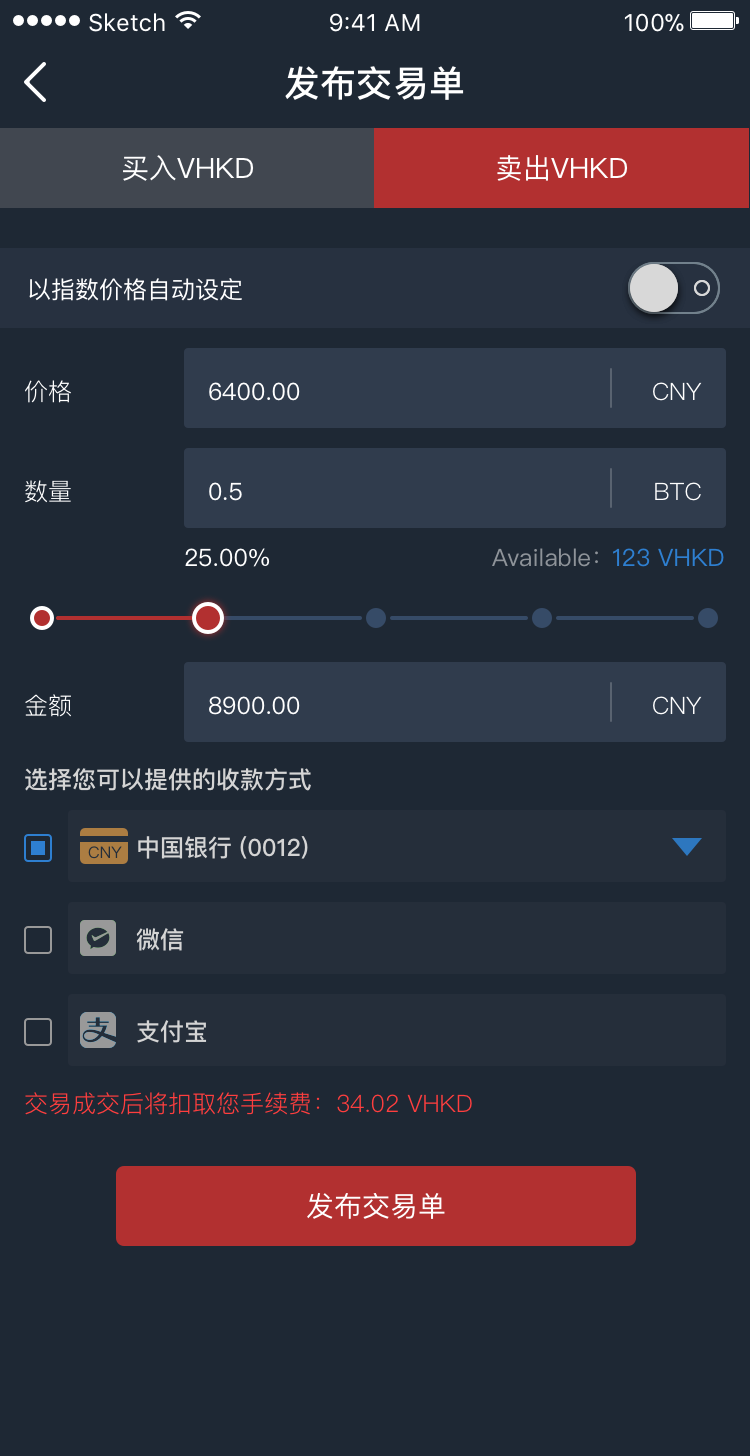 Sketch 9:41 AM 100%
发布交易单
买入VHKD 卖出VHKD
以指数价格自动设定
价格 6400.00 CNY
数量 0.5 BTC
25.00% Available：123 VHKD
金额 8900.00 CNY
选择您可以提供的收款方式
CNY 中国银行 (0012)
微信
支 支付宝
交易成交后将扣取您手续费：34.02 VHKD
发布交易单